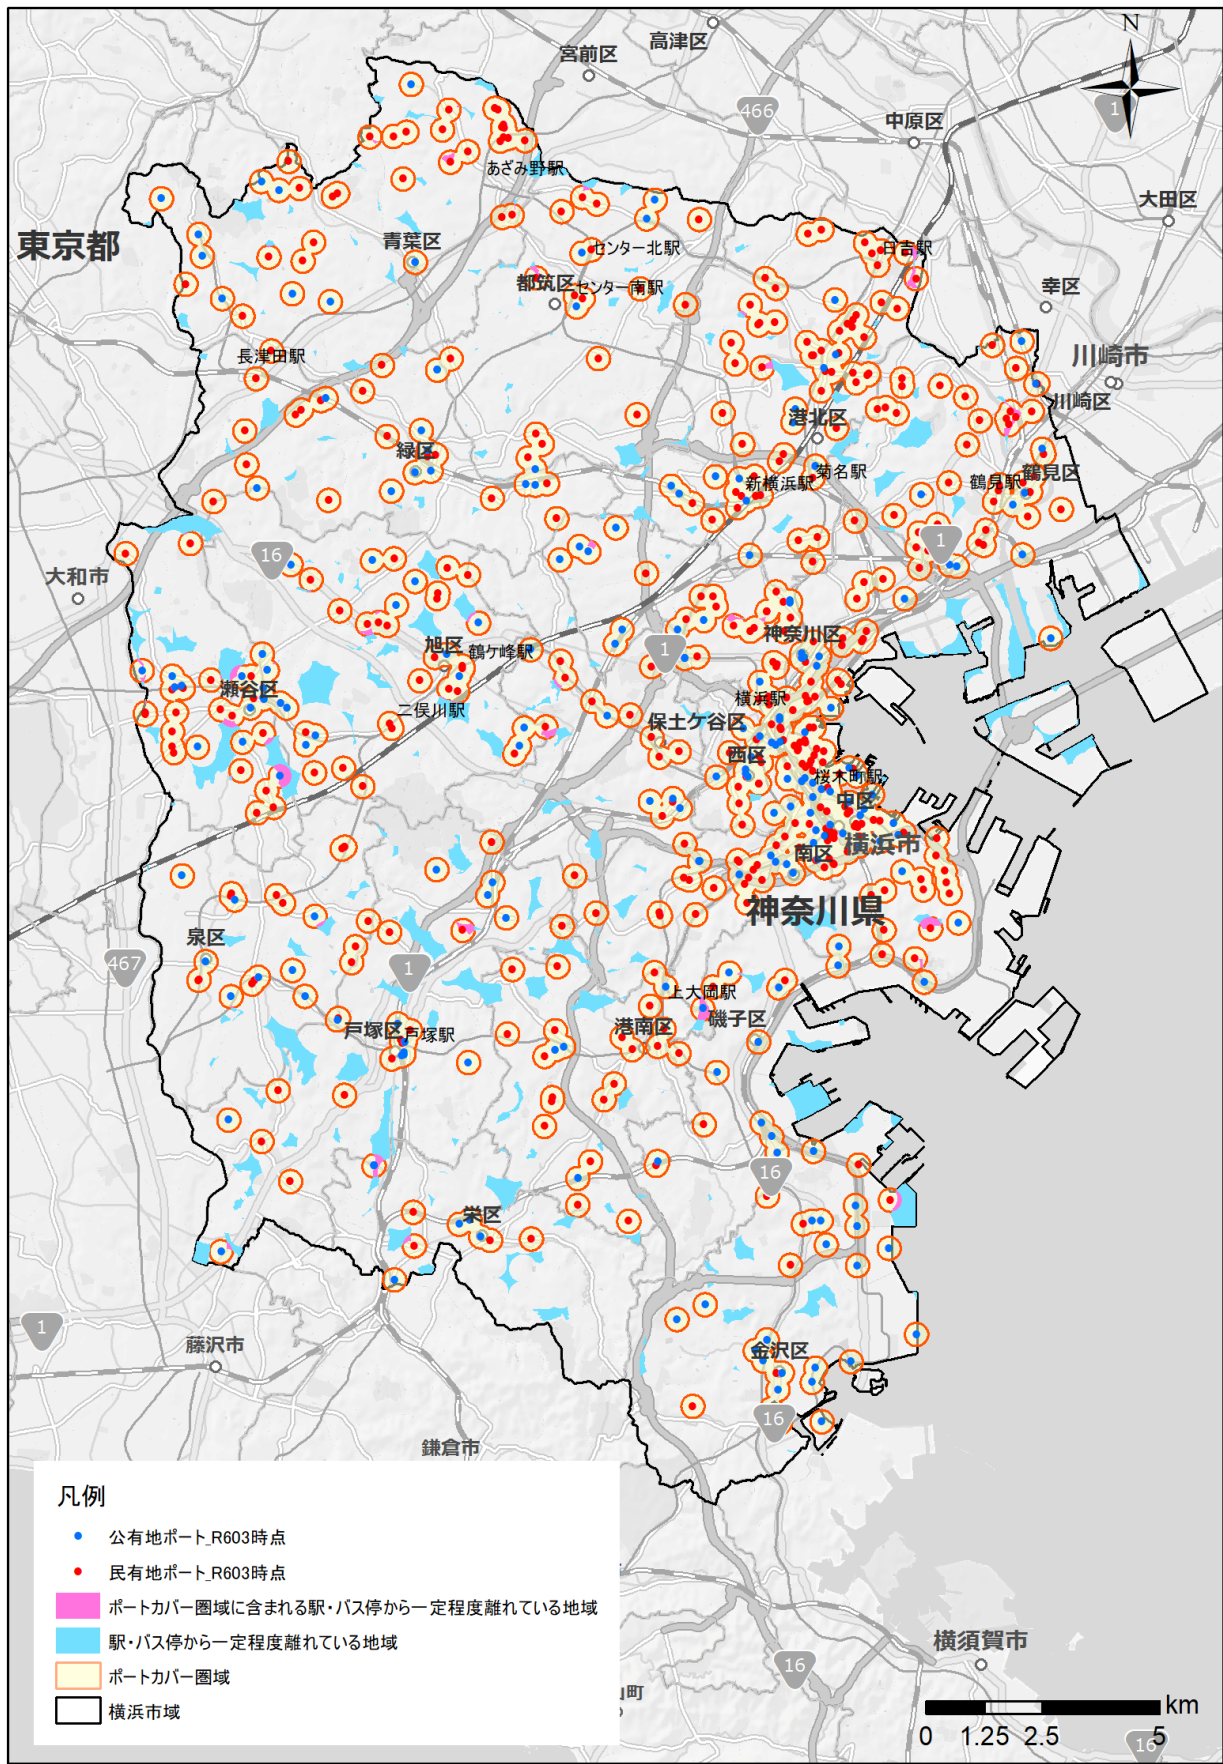 N
高津区
宮前区
466
1
中原区
あざみ野駅
大田区
東京都
青葉区
センター北駅
日吉駅
都筑区
センター南駅
幸区
長津田駅
川崎市
川崎区
港北区
緑区
菊名駅
新横浜駅
鶴見駅
鶴見区
16
1
大和市
神奈川区
旭区
鶴ケ峰駅
1
瀬谷区
横浜駅
二俣川駅
保土ケ谷区
西区
桜木町駅
中区
横浜市
南区
神奈川県
泉区
467
1
上大岡駅
磯子区
港南区
戸塚区
戸塚駅
16
栄区
1
藤沢市
金沢区
16
鎌倉市
凡例
公有地ポート_R603時点
民有地ポート_R603時点
ポートカバー圏域に含まれる駅・バス停から一定程度離れている地域
駅・バス停から一定程度離れている地域
ポートカバー圏域
横浜市域
横須賀市
16
町
km
0 1.25 2.5 5
16